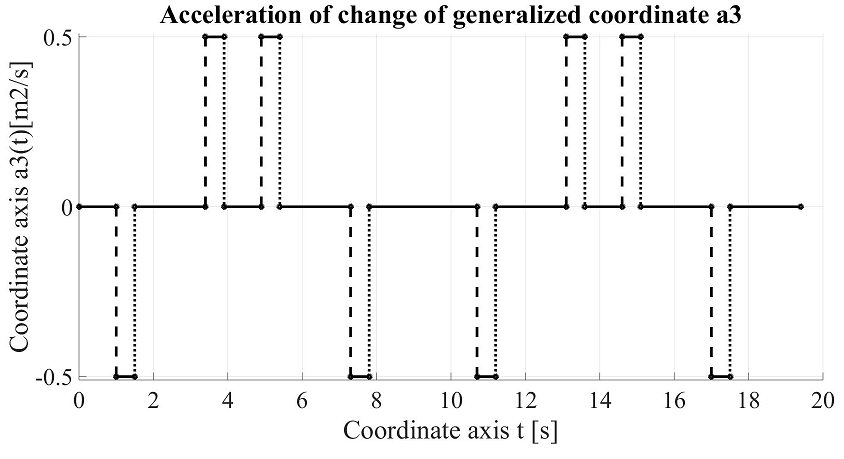 Acceleration of change of generalized coordinate a3
Coordinate axis a3(t)[m2/s]
0.5
0
-0.5
0 2 4 6 8 10 12 14 16 18 20
Coordinate axis t [s]